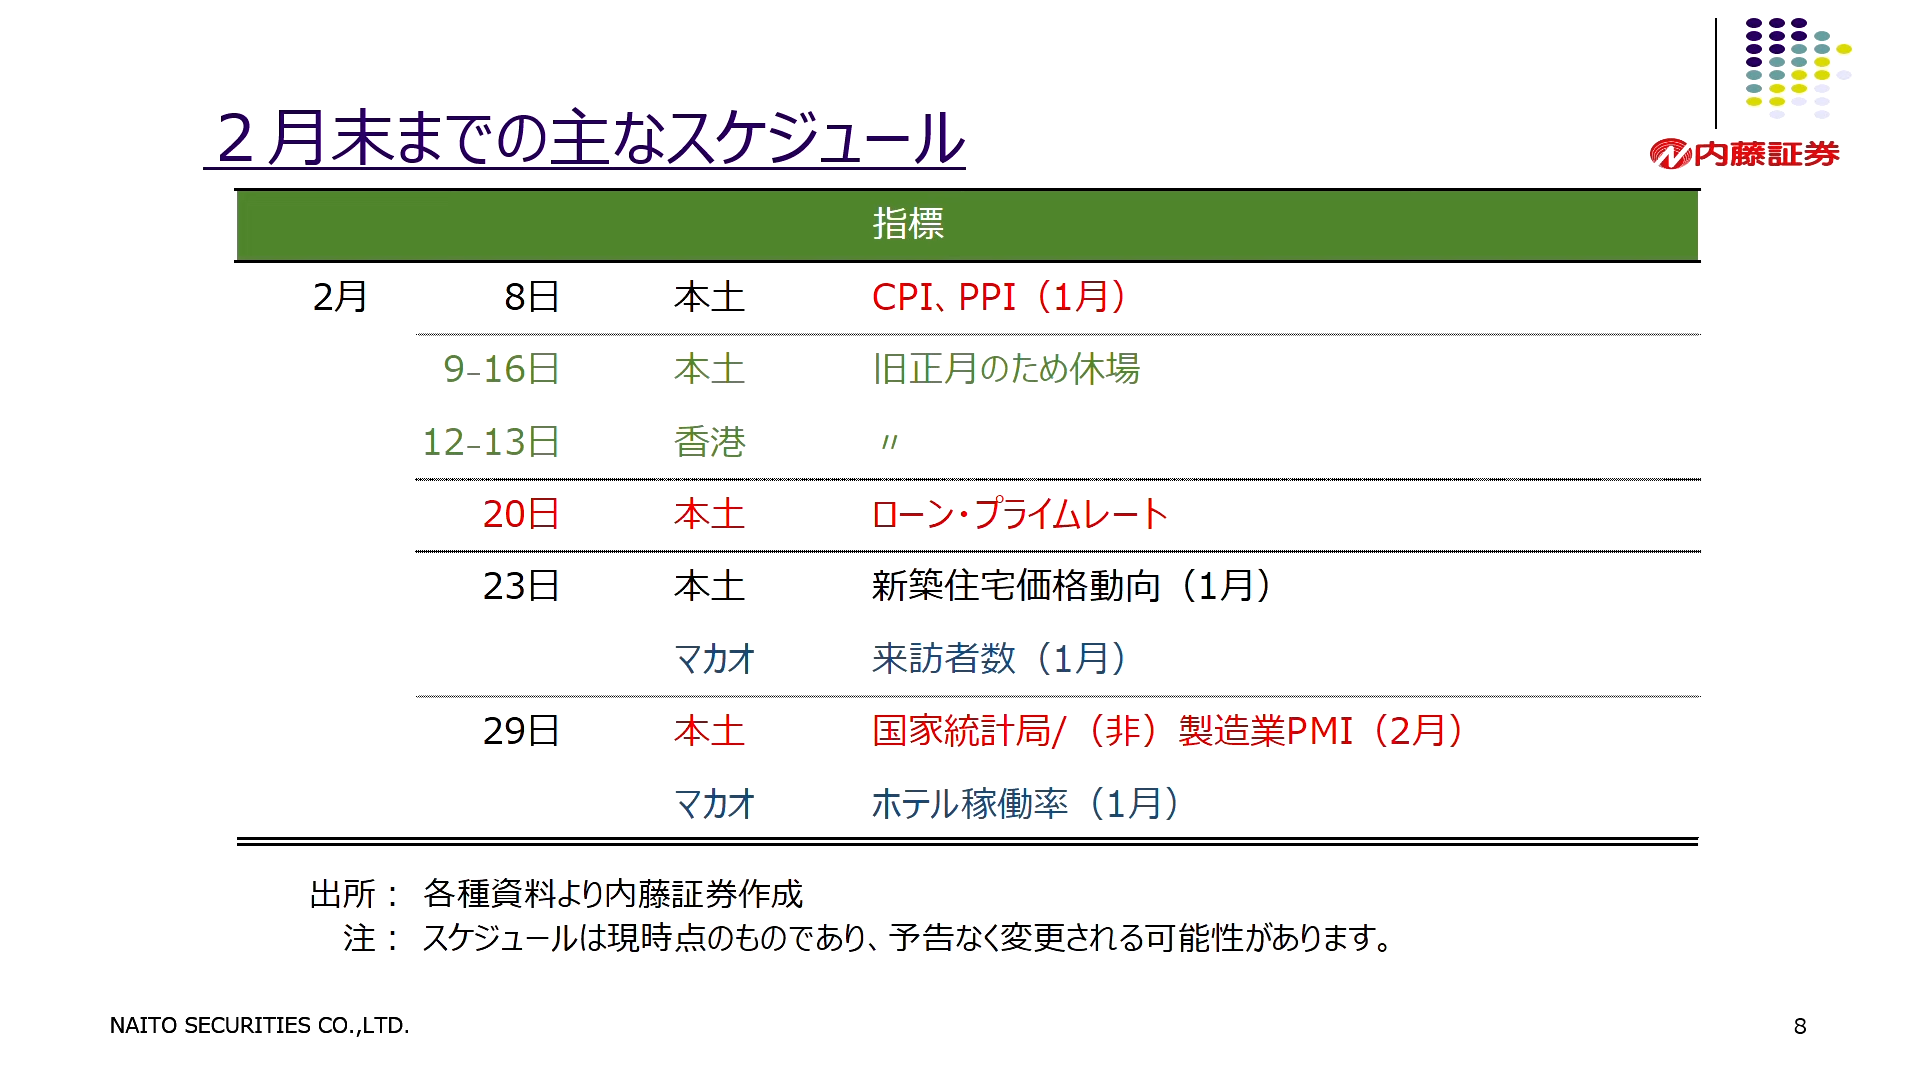 ２月末までの主なスケジュール
内藤証券
指標
2月 8日 本土 CPI、PPI（1月）
9–16日 本土 旧正月のため休場
12–13日 香港 〃
20日 本土 ローン・プライムレート
23日 本土 新築住宅価格動向（1月）
マカオ 来訪者数（1月）
29日 本土 国家統計局/（非）製造業PMI（2月）
マカオ ホテル稼働率（1月）
出所： 各種資料より内藤証券作成
注： スケジュールは現時点のものであり、予告なく変更される可能性があります。
NAITO SECURITIES CO.,LTD. 8